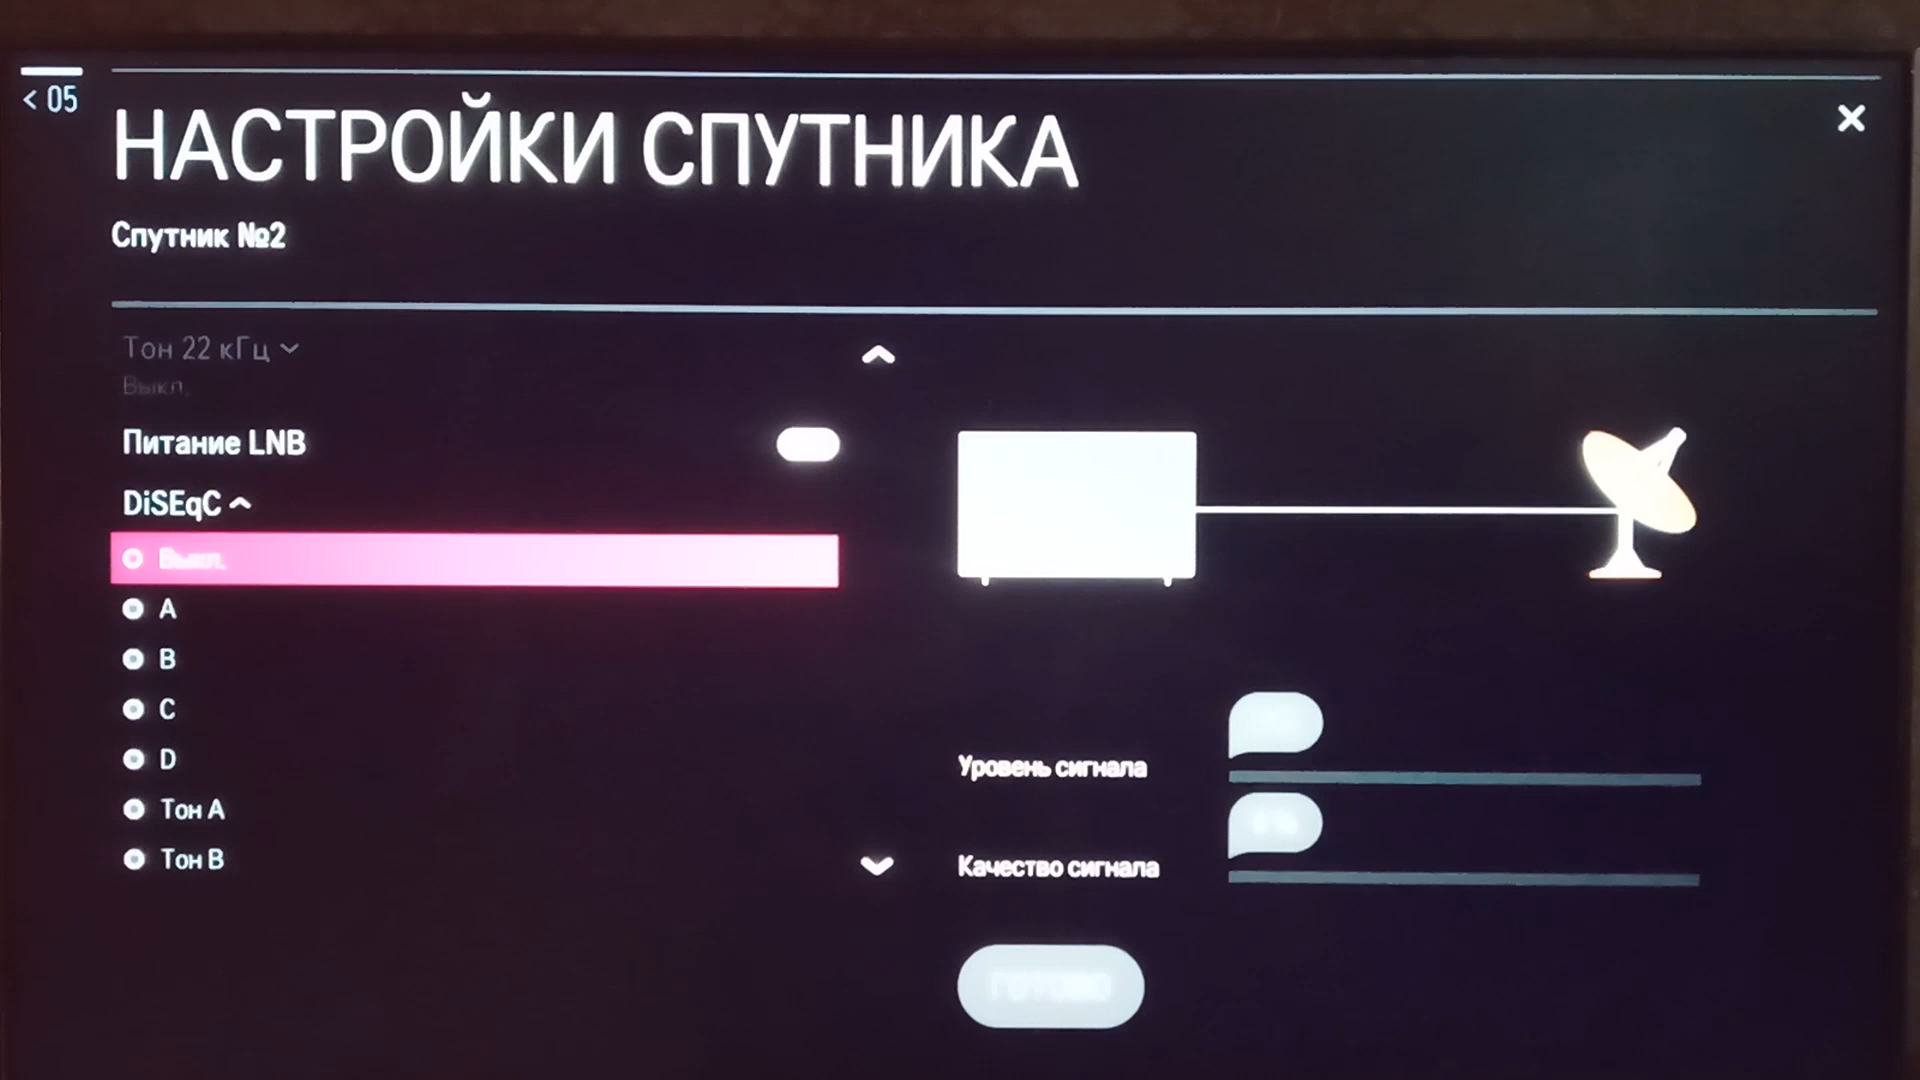 < 05
НАСТРОЙКИ СПУТНИКА
Спутник №2
Тон 22 кГц
Выкл.
Питание LNB
DiSEqC
Выкл.
A
B
C
D
Тон A
Тон B
Уровень сигнала
Качество сигнала